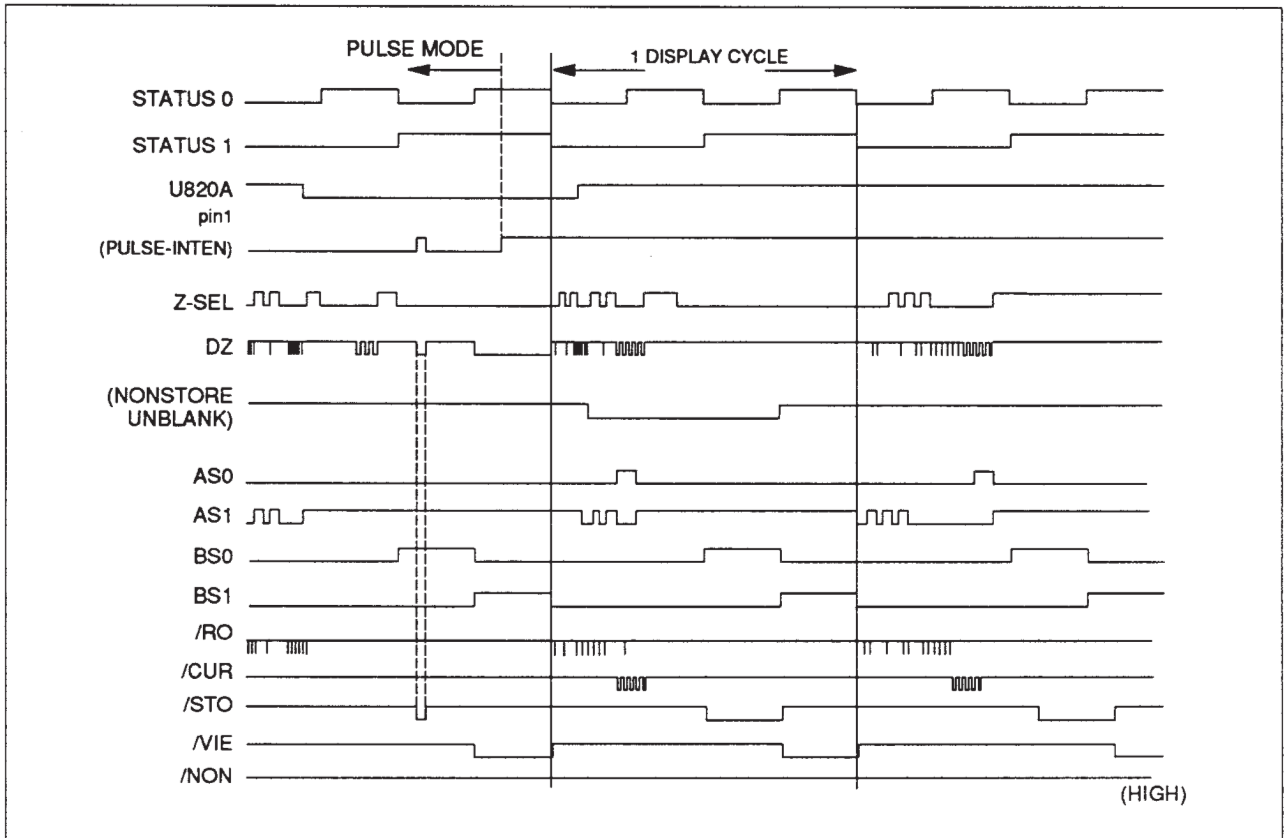 PULSE MODE
1 DISPLAY CYCLE
STATUS 0
STATUS 1
U820A
pin1
(PULSE-INTEN)
Z-SEL
DZ
(NONSTORE
UNBLANK)
AS0
AS1
BS0
BS1
/RO
/CUR
/STO
/VIE
/NON
(HIGH)